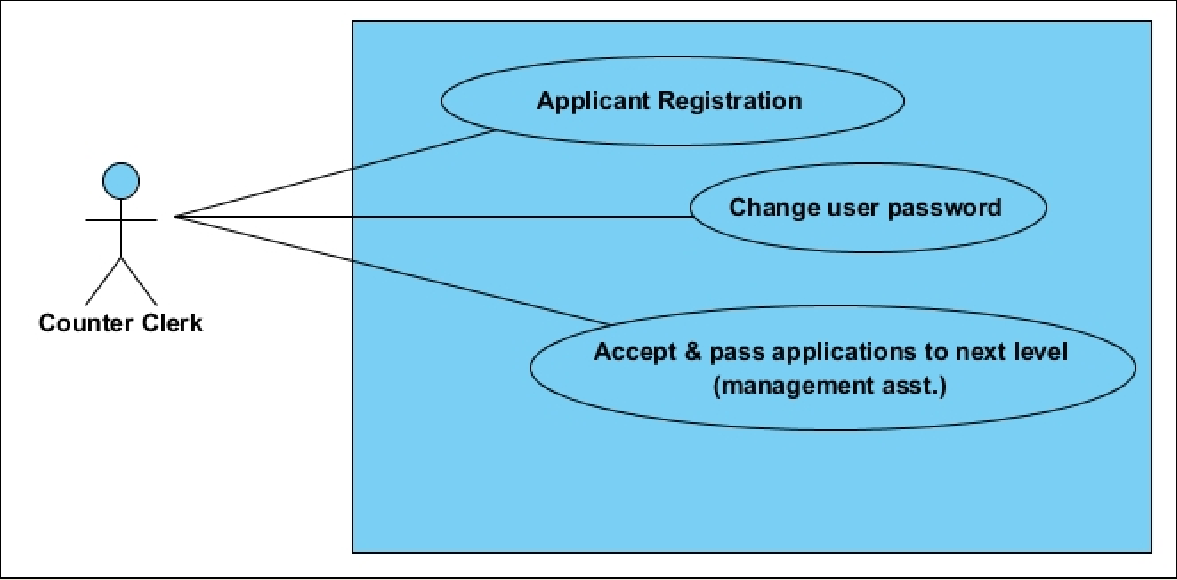 Applicant Registration
Change user password
Counter Clerk
Accept & pass applications to next level
(management asst.)